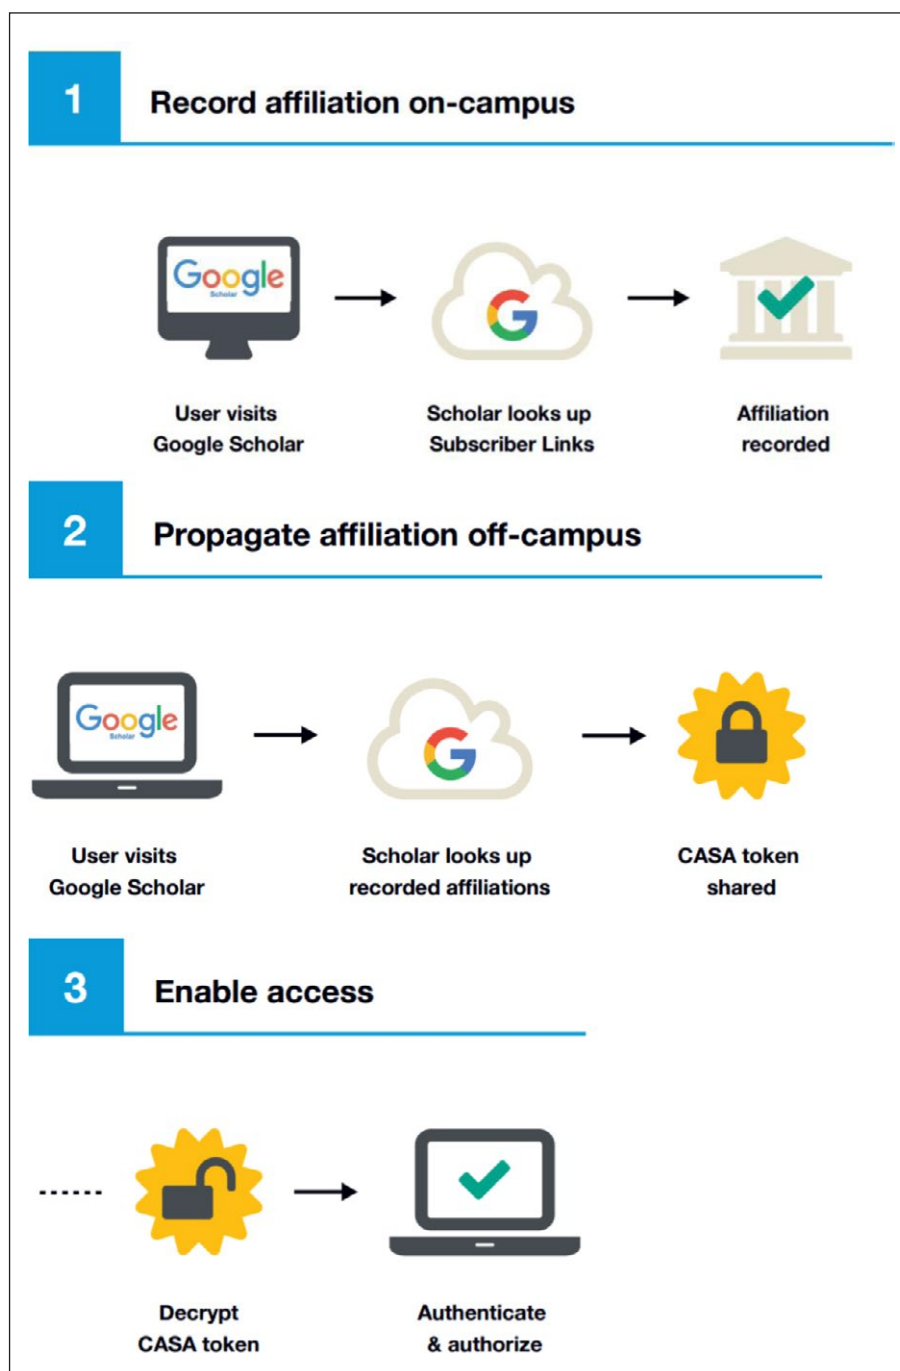 1
Record affiliation on-campus
Google
Scholar
G
User visits
Google Scholar
Scholar looks up
Subscriber Links
Affiliation
recorded
2
Propagate affiliation off-campus
Google
Scholar
G
User visits
Google Scholar
Scholar looks up
recorded affiliations
CASA token
shared
3
Enable access
Decrypt
CASA token
Authenticate
& authorize